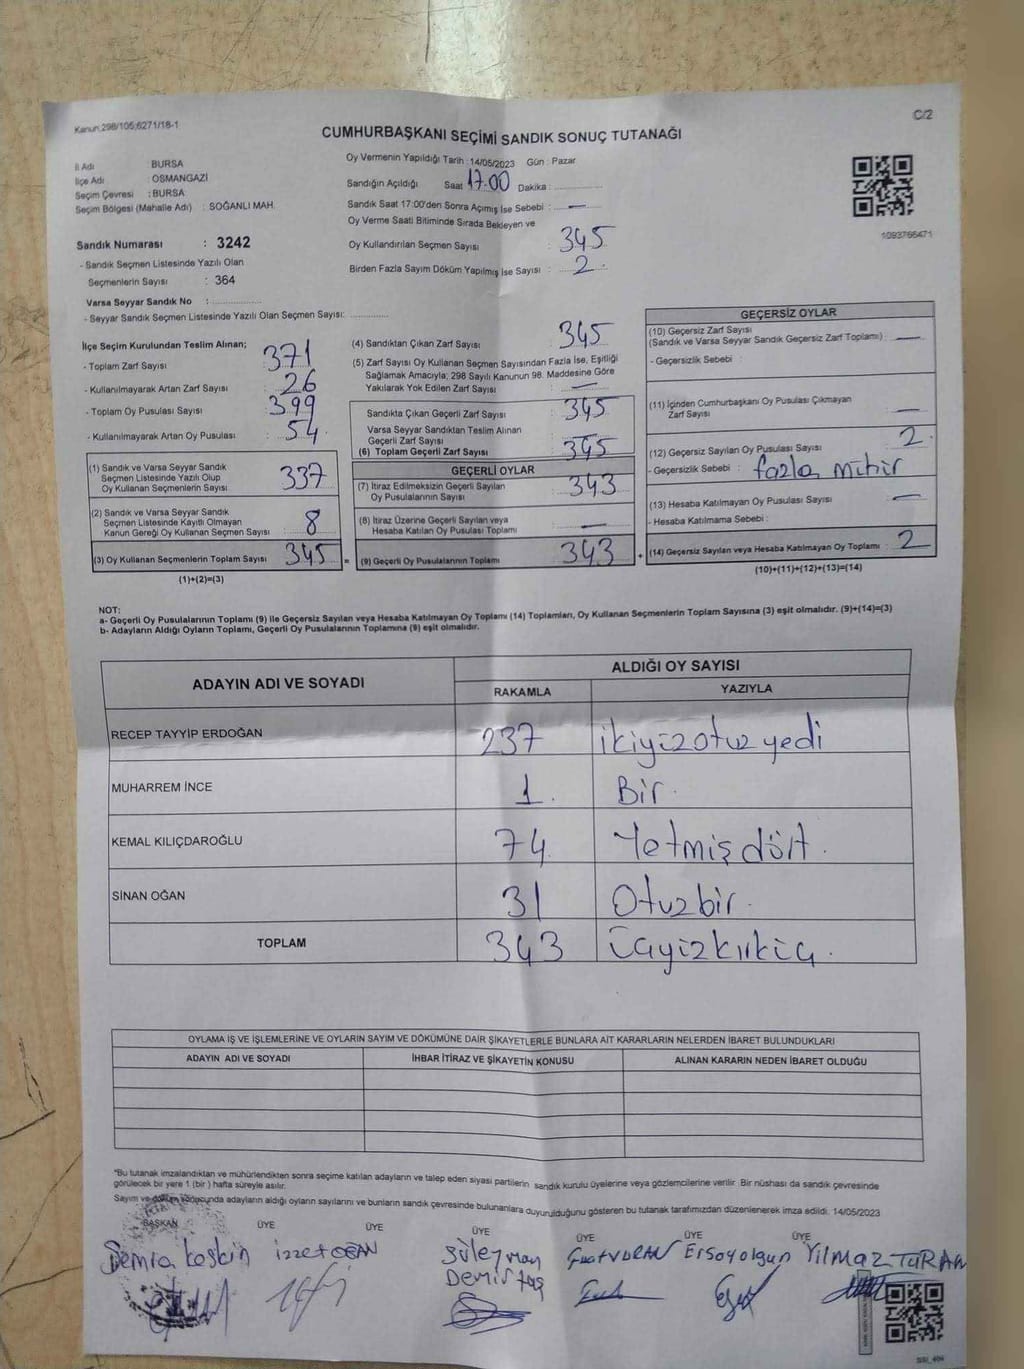 Kanun:298/105;6271/18-1
C/2
CUMHURBAŞKANI SEÇİMİ SANDIK SONUÇ TUTANAĞI
İl Adı : BURSA
İlçe Adı : OSMANGAZİ
Seçim Çevresi : BURSA
Seçim Bölgesi (Mahalle Adı) : SOĞANLI MAH.
Oy Vermenin Yapıldığı Tarih : 14/05/2023 Gün : Pazar
Sandığın Açıldığı Saat 17.00 Dakika :
Sandık Saat 17:00'den Sonra Açımış İse Sebebi : —
Oy Verme Saati Bitiminde Sırada Bekleyen ve
Oy Kullandırılan Seçmen Sayısı : 345
Birden Fazla Sayım Döküm Yapılmış İse Sayısı : 2.
1093766471
Sandık Numarası : 3242
- Sandık Seçmen Listesinde Yazılı Olan
Seçmenlerin Sayısı : 364
Varsa Seyyar Sandık No :
- Seyyar Sandık Seçmen Listesinde Yazılı Olan Seçmen Sayısı:
İlçe Seçim Kurulundan Teslim Alınan;
- Toplam Zarf Sayısı : 371
- Kullanılmayarak Artan Zarf Sayısı : 26
- Toplam Oy Pusulası Sayısı : 399
- Kullanılmayarak Artan Oy Pusulası : 54.
(1) Sandık ve Varsa Seyyar Sandık
Seçmen Listesinde Yazılı Olup
Oy Kullanan Seçmenlerin Sayısı : 337
(2) Sandık ve Varsa Seyyar Sandık
Seçmen Listesinde Kayıtlı Olmayan
Kanun Gereği Oy Kullanan Seçmen Sayısı : 8
(3) Oy Kullanan Seçmenlerin Toplam Sayısı : 345
(1)+(2)=(3)
(4) Sandıktan Çıkan Zarf Sayısı : 345
(5) Zarf Sayısı Oy Kullanan Seçmen Sayısından Fazla İse, Eşitliği
Sağlamak Amacıyla; 298 Sayılı Kanunun 98. Maddesine Göre
Yakılarak Yok Edilen Zarf Sayısı : —
Sandıkta Çıkan Geçerli Zarf Sayısı : 345
Varsa Seyyar Sandıktan Teslim Alınan
Geçerli Zarf Sayısı :
(6) Toplam Geçerli Zarf Sayısı : 345
GEÇERLİ OYLAR
(7) İtiraz Edilmeksizin Geçerli Sayılan
Oy Pusulalarının Sayısı : 343
(8) İtiraz Üzerine Geçerli Sayılan veya
Hesaba Katılan Oy Pusulası Toplamı : —
= (9) Geçerli Oy Pusulalarının Toplamı : 343
GEÇERSİZ OYLAR
(10) Geçersiz Zarf Sayısı
(Sandık ve Varsa Seyyar Sandık Geçersiz Zarf Toplamı) : —
- Geçersizlik Sebebi :
(11) İçinden Cumhurbaşkanı Oy Pusulası Çıkmayan
Zarf Sayısı : —
(12) Geçersiz Sayılan Oy Pusulası Sayısı : 2.
- Geçersizlik Sebebi : fazla mühür
(13) Hesaba Katılmayan Oy Pusulası Sayısı : —
- Hesaba Katılmama Sebebi :
+ (14) Geçersiz Sayılan veya Hesaba Katılmayan Oy Toplamı : 2
(10)+(11)+(12)+(13)=(14)
NOT:
a- Geçerli Oy Pusulalarının Toplamı (9) ile Geçersiz Sayılan veya Hesaba Katılmayan Oy Toplamı (14) Toplamları, Oy Kullanan Seçmenlerin Toplam Sayısına (3) eşit olmalıdır. (9)+(14)=(3)
b- Adayların Aldığı Oyların Toplamı, Geçerli Oy Pusulalarının Toplamına (9) eşit olmalıdır.
ADAYIN ADI VE SOYADI
ALDIĞI OY SAYISI
RAKAMLA YAZIYLA
RECEP TAYYİP ERDOĞAN 237 ikiyüzotuz yedi
MUHARREM İNCE 1. Bir.
KEMAL KILIÇDAROĞLU 74 Yetmişdört.
SİNAN OĞAN 31 Otuzbir.
TOPLAM 343 üçyüzkırküç.
OYLAMA İŞ VE İŞLEMLERİNE VE OYLARIN SAYIM VE DÖKÜMÜNE DAİR ŞİKAYETLERLE BUNLARA AİT KARARLARIN NELERDEN İBARET BULUNDUKLARI
ADAYIN ADI VE SOYADI İHBAR İTİRAZ VE ŞİKAYETİN KONUSU ALINAN KARARIN NEDEN İBARET OLDUĞU
"Bu tutanak imzalandıktan ve mühürlendikten sonra seçime katılan adayların ve talep eden siyasi partilerin sandık kurulu üyelerine veya gözlemcilerine verilir. Bir nüshası da sandık çevresinde
görülecek bir yere 1 (bir ) hafta süreyle asılır.
Sayım ve döküm sonucunda adayların aldığı oyların sayılarını ve bunların sandık çevresinde bulunanlara duyurulduğunu gösteren bu tutanak tarafımızdan düzenlenerek imza edildi. 14/05/2023
BAŞKAN ÜYE ÜYE ÜYE ÜYE ÜYE ÜYE
Semra Keskin izzet OCAN Süleyman Demirtaş Fuat VURAN Ersoy olgun Yılmaz TURAN